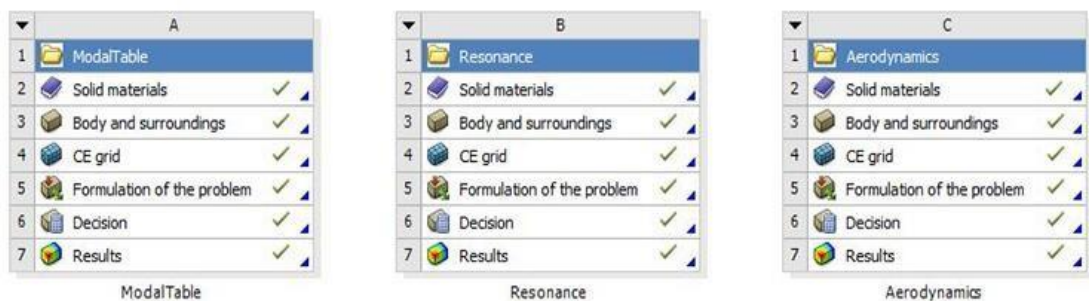 A
1 ModalTable
2 Solid materials
3 Body and surroundings
4 CE grid
5 Formulation of the problem
6 Decision
7 Results
ModalTable
B
1 Resonance
2 Solid materials
3 Body and surroundings
4 CE grid
5 Formulation of the problem
6 Decision
7 Results
Resonance
C
1 Aerodynamics
2 Solid materials
3 Body and surroundings
4 CE grid
5 Formulation of the problem
6 Decision
7 Results
Aerodynamics